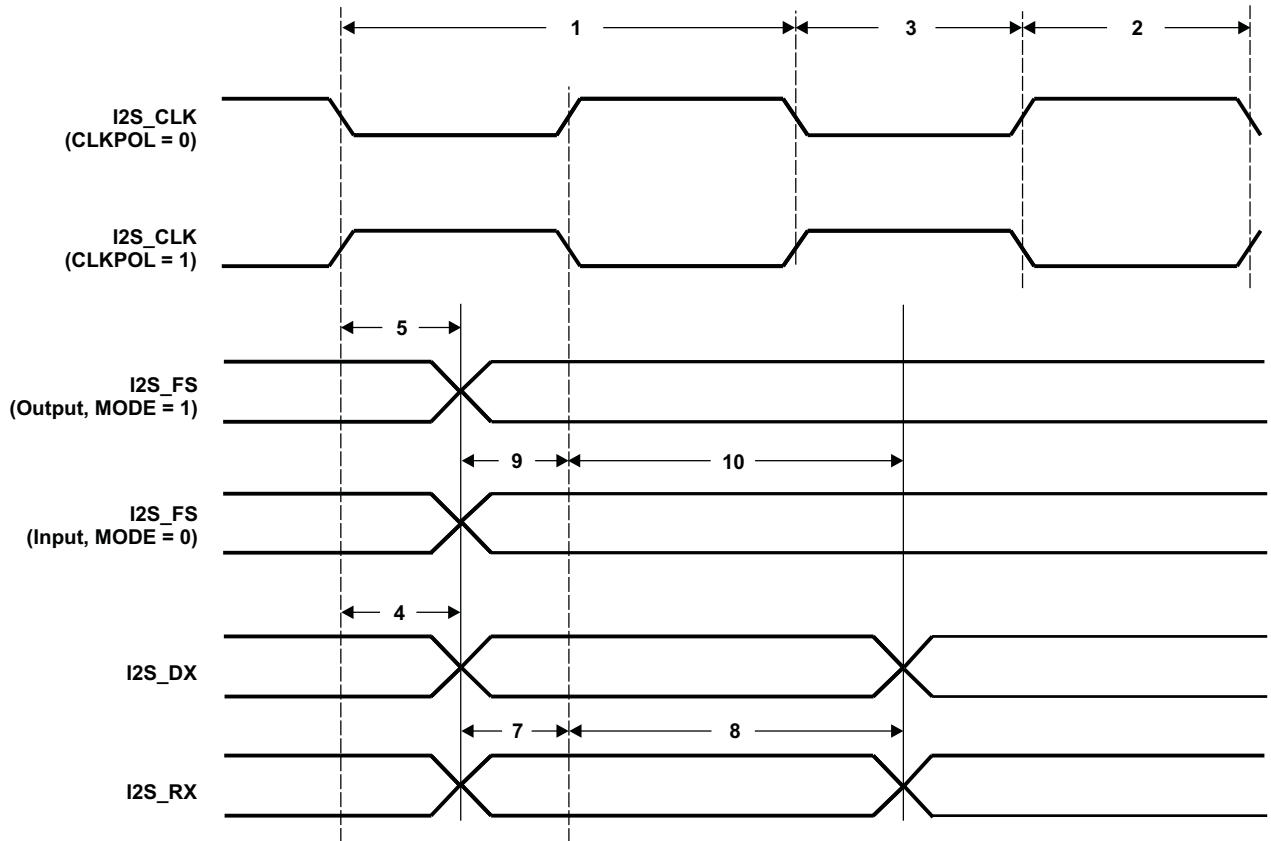 1
3
2
I2S_CLK
(CLKPOL = 0)
I2S_CLK
(CLKPOL = 1)
5
I2S_FS
(Output, MODE = 1)
9
10
I2S_FS
(Input, MODE = 0)
4
I2S_DX
7
8
I2S_RX